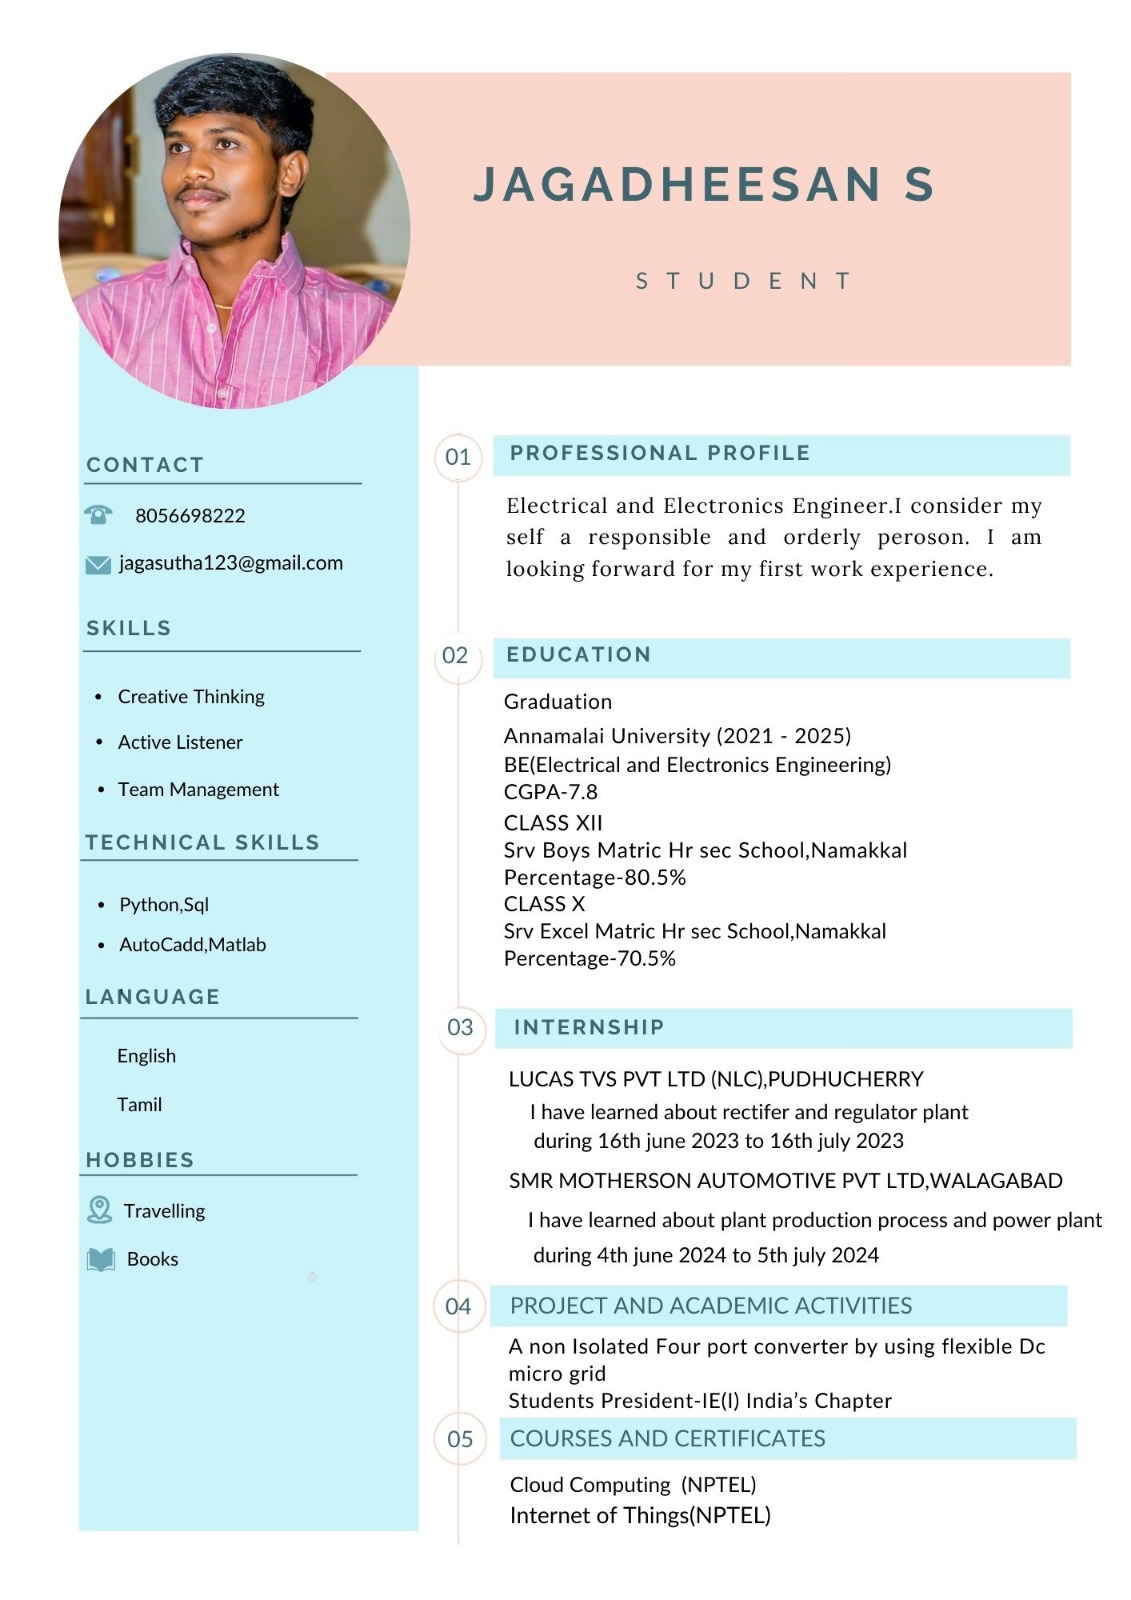 JAGADHEESAN S
STUDENT
CONTACT
8056698222
jagasutha123@gmail.com
SKILLS
• Creative Thinking
• Active Listener
• Team Management
TECHNICAL SKILLS
• Python,Sql
• AutoCadd,Matlab
LANGUAGE
English
Tamil
HOBBIES
Travelling
Books
01
PROFESSIONAL PROFILE
Electrical and Electronics Engineer.I consider my
self a responsible and orderly peroson. I am
looking forward for my first work experience.
02
EDUCATION
Graduation
Annamalai University (2021 - 2025)
BE(Electrical and Electronics Engineering)
CGPA-7.8
CLASS XII
Srv Boys Matric Hr sec School,Namakkal
Percentage-80.5%
CLASS X
Srv Excel Matric Hr sec School,Namakkal
Percentage-70.5%
03
INTERNSHIP
LUCAS TVS PVT LTD (NLC),PUDHUCHERRY
I have learned about rectifer and regulator plant
during 16th june 2023 to 16th july 2023
SMR MOTHERSON AUTOMOTIVE PVT LTD,WALAGABAD
I have learned about plant production process and power plant
during 4th june 2024 to 5th july 2024
04
PROJECT AND ACADEMIC ACTIVITIES
A non Isolated Four port converter by using flexible Dc
micro grid
Students President-IE(I) India's Chapter
05
COURSES AND CERTIFICATES
Cloud Computing (NPTEL)
Internet of Things(NPTEL)